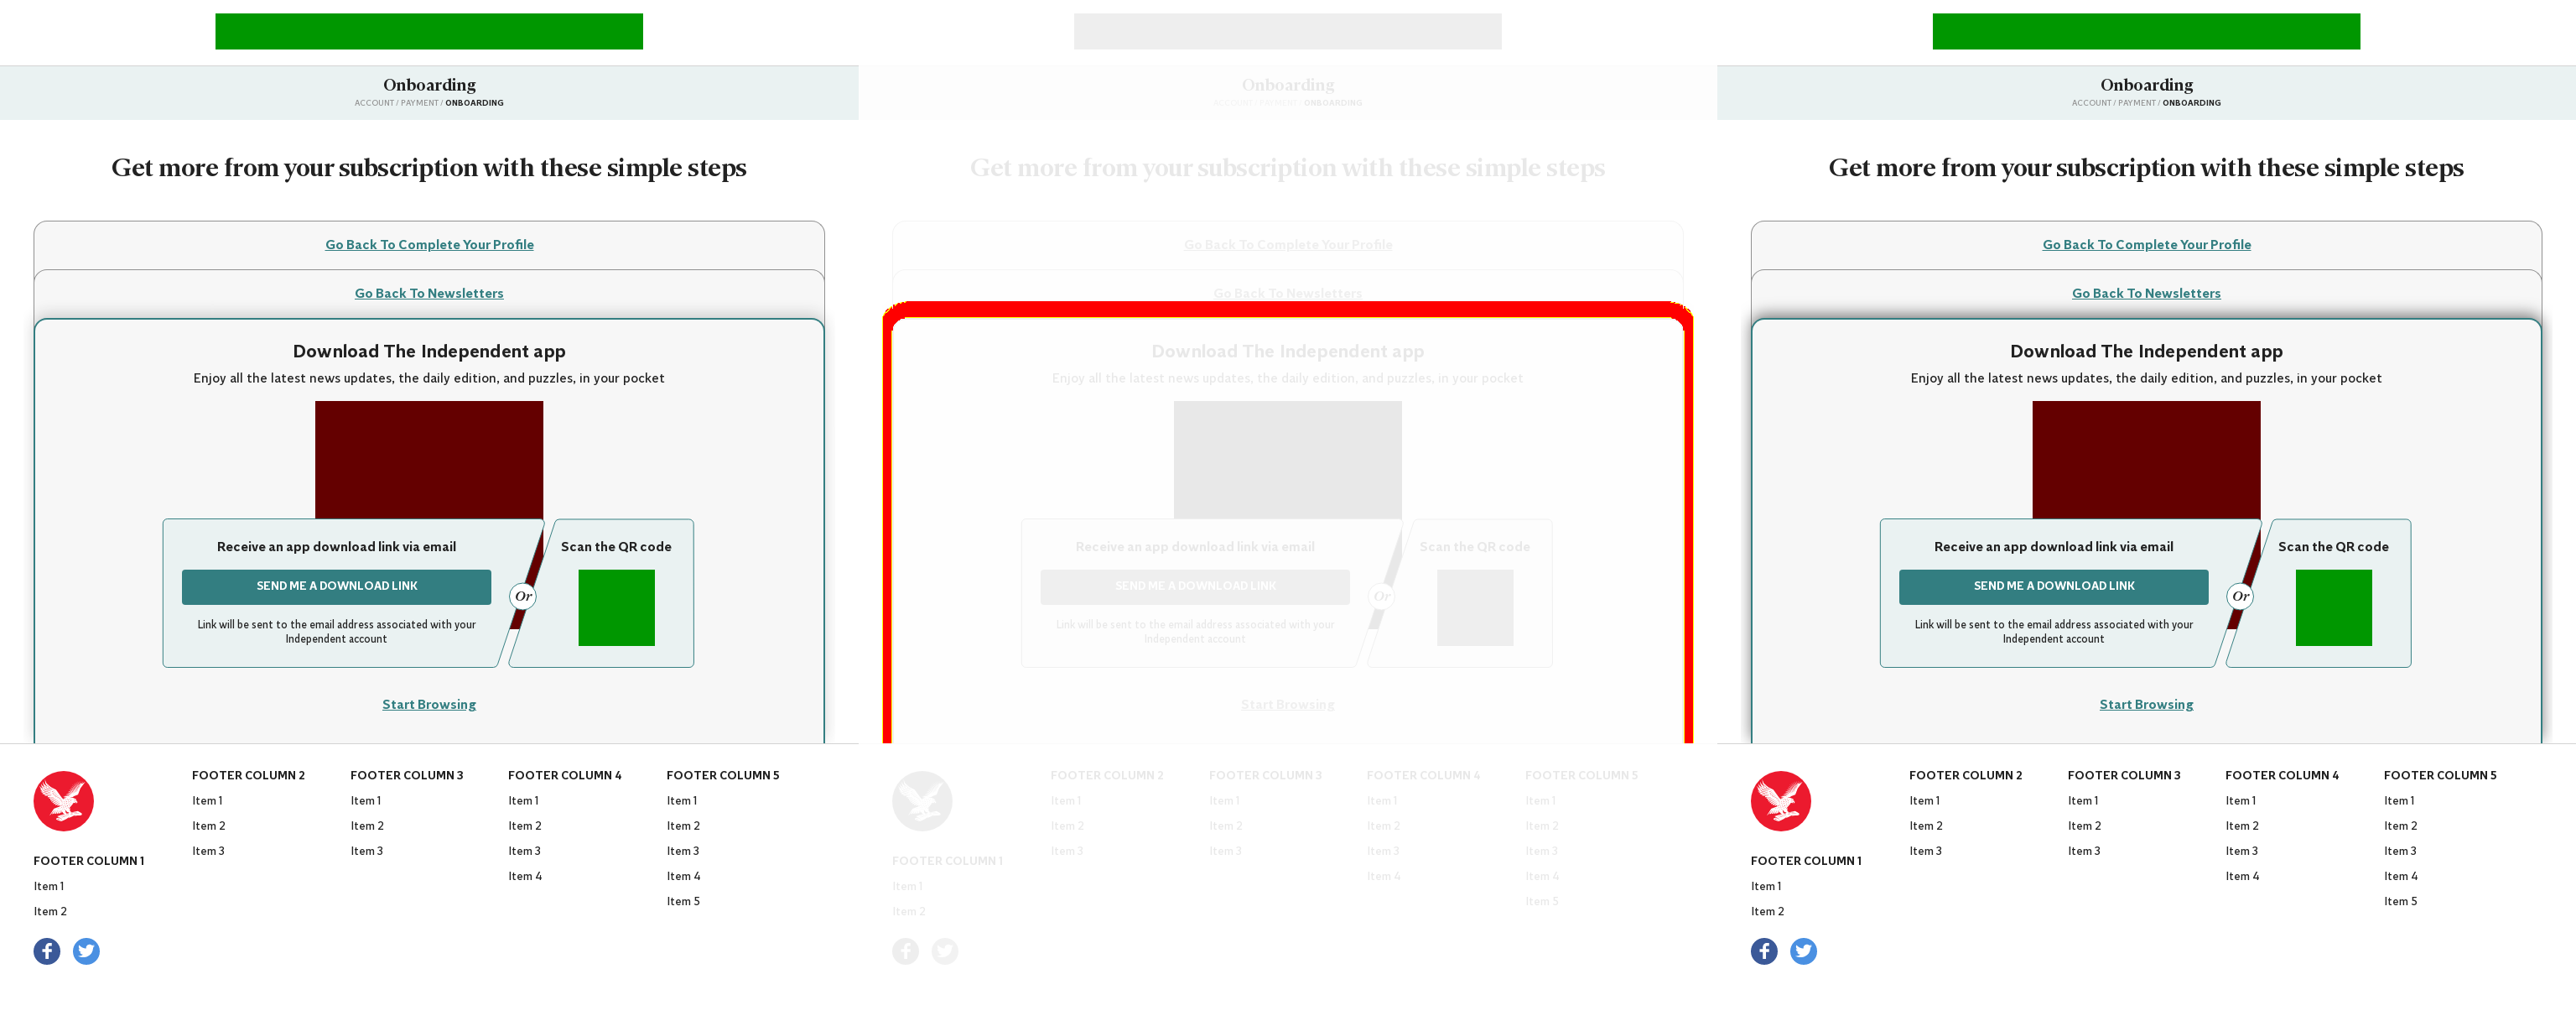 Onboarding
ACCOUNT / PAYMENT / ONBOARDING
Get more from your subscription with these simple steps
Go Back To Complete Your Profile
Go Back To Newsletters
Download The Independent app
Enjoy all the latest news updates, the daily edition, and puzzles, in your pocket
Receive an app download link via email
SEND ME A DOWNLOAD LINK
Link will be sent to the email address associated with your
Independent account
Or
Scan the QR code
Start Browsing
FOOTER COLUMN 1
Item 1
Item 2
FOOTER COLUMN 2
Item 1
Item 2
Item 3
FOOTER COLUMN 3
Item 1
Item 2
Item 3
FOOTER COLUMN 4
Item 1
Item 2
Item 3
Item 4
FOOTER COLUMN 5
Item 1
Item 2
Item 3
Item 4
Item 5
Onboarding
ACCOUNT / PAYMENT / ONBOARDING
Get more from your subscription with these simple steps
Go Back To Complete Your Profile
Go Back To Newsletters
Download The Independent app
Enjoy all the latest news updates, the daily edition, and puzzles, in your pocket
Receive an app download link via email
SEND ME A DOWNLOAD LINK
Link will be sent to the email address associated with your
Independent account
Or
Scan the QR code
Start Browsing
FOOTER COLUMN 1
Item 1
Item 2
FOOTER COLUMN 2
Item 1
Item 2
Item 3
FOOTER COLUMN 3
Item 1
Item 2
Item 3
FOOTER COLUMN 4
Item 1
Item 2
Item 3
Item 4
FOOTER COLUMN 5
Item 1
Item 2
Item 3
Item 4
Item 5
Onboarding
ACCOUNT / PAYMENT / ONBOARDING
Get more from your subscription with these simple steps
Go Back To Complete Your Profile
Go Back To Newsletters
Download The Independent app
Enjoy all the latest news updates, the daily edition, and puzzles, in your pocket
Receive an app download link via email
SEND ME A DOWNLOAD LINK
Link will be sent to the email address associated with your
Independent account
Or
Scan the QR code
Start Browsing
FOOTER COLUMN 1
Item 1
Item 2
FOOTER COLUMN 2
Item 1
Item 2
Item 3
FOOTER COLUMN 3
Item 1
Item 2
Item 3
FOOTER COLUMN 4
Item 1
Item 2
Item 3
Item 4
FOOTER COLUMN 5
Item 1
Item 2
Item 3
Item 4
Item 5